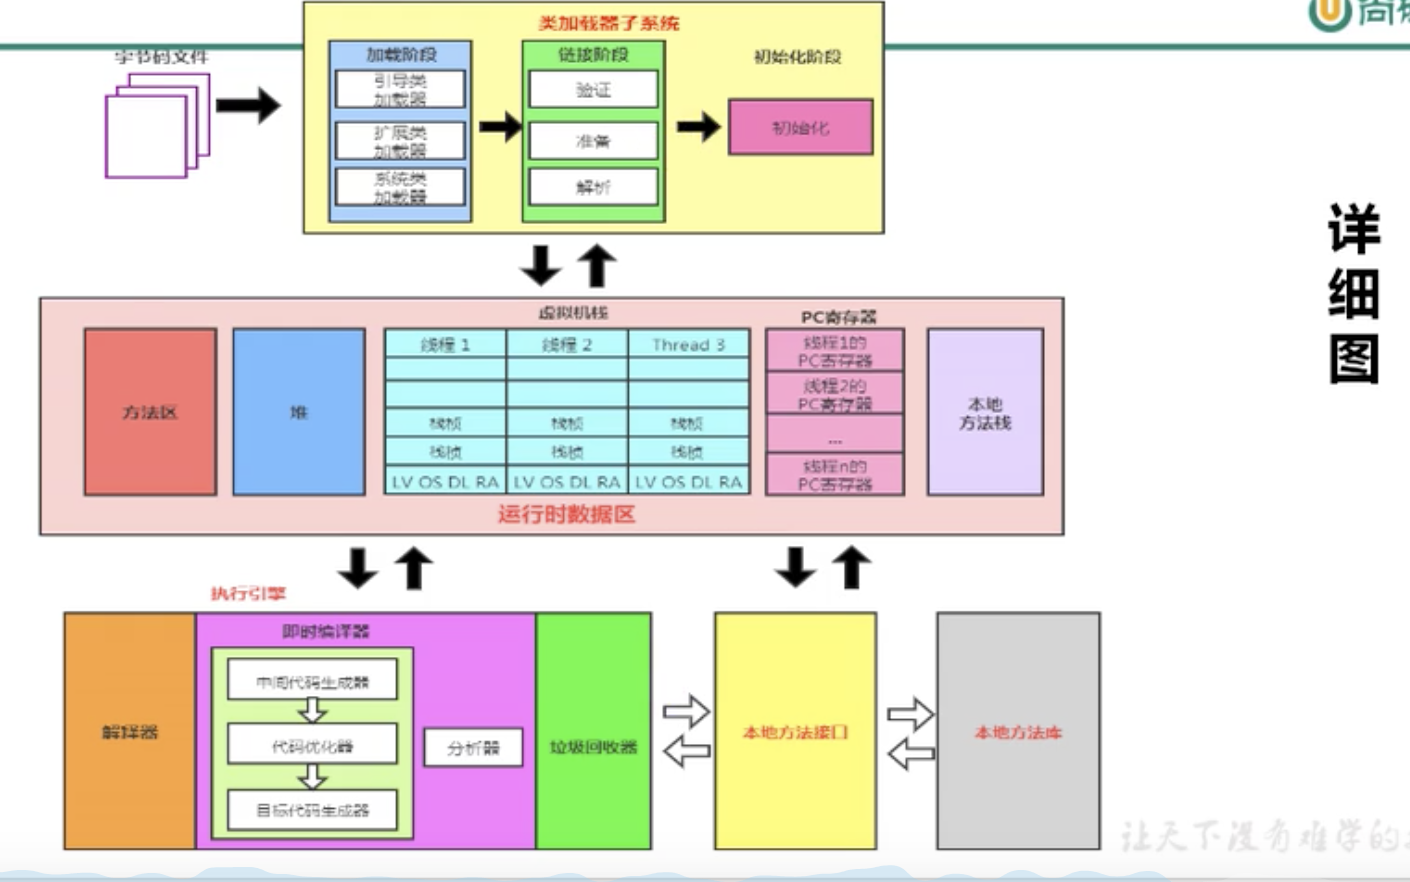 类加载器子系统
字节码文件
加载阶段
引导类
加载器
扩展类
加载器
系统类
加载器
链接阶段
验证
准备
解析
初始化阶段
初始化
详
细
图
虚拟机栈
PC寄存器
方法区
堆
线程 1
线程 2
Thread 3
栈桢
栈桢
栈桢
栈桢
栈桢
栈桢
LV OS DL RA
LV OS DL RA
LV OS DL RA
线程1的
PC寄存器
线程2的
PC寄存器
...
线程n的
PC寄存器
本地
方法栈
运行时数据区
执行引擎
解释器
即时编译器
中间代码生成器
代码优化器
目标代码生成器
分析器
垃圾回收器
本地方法接口
本地方法库
让天下没有难学的